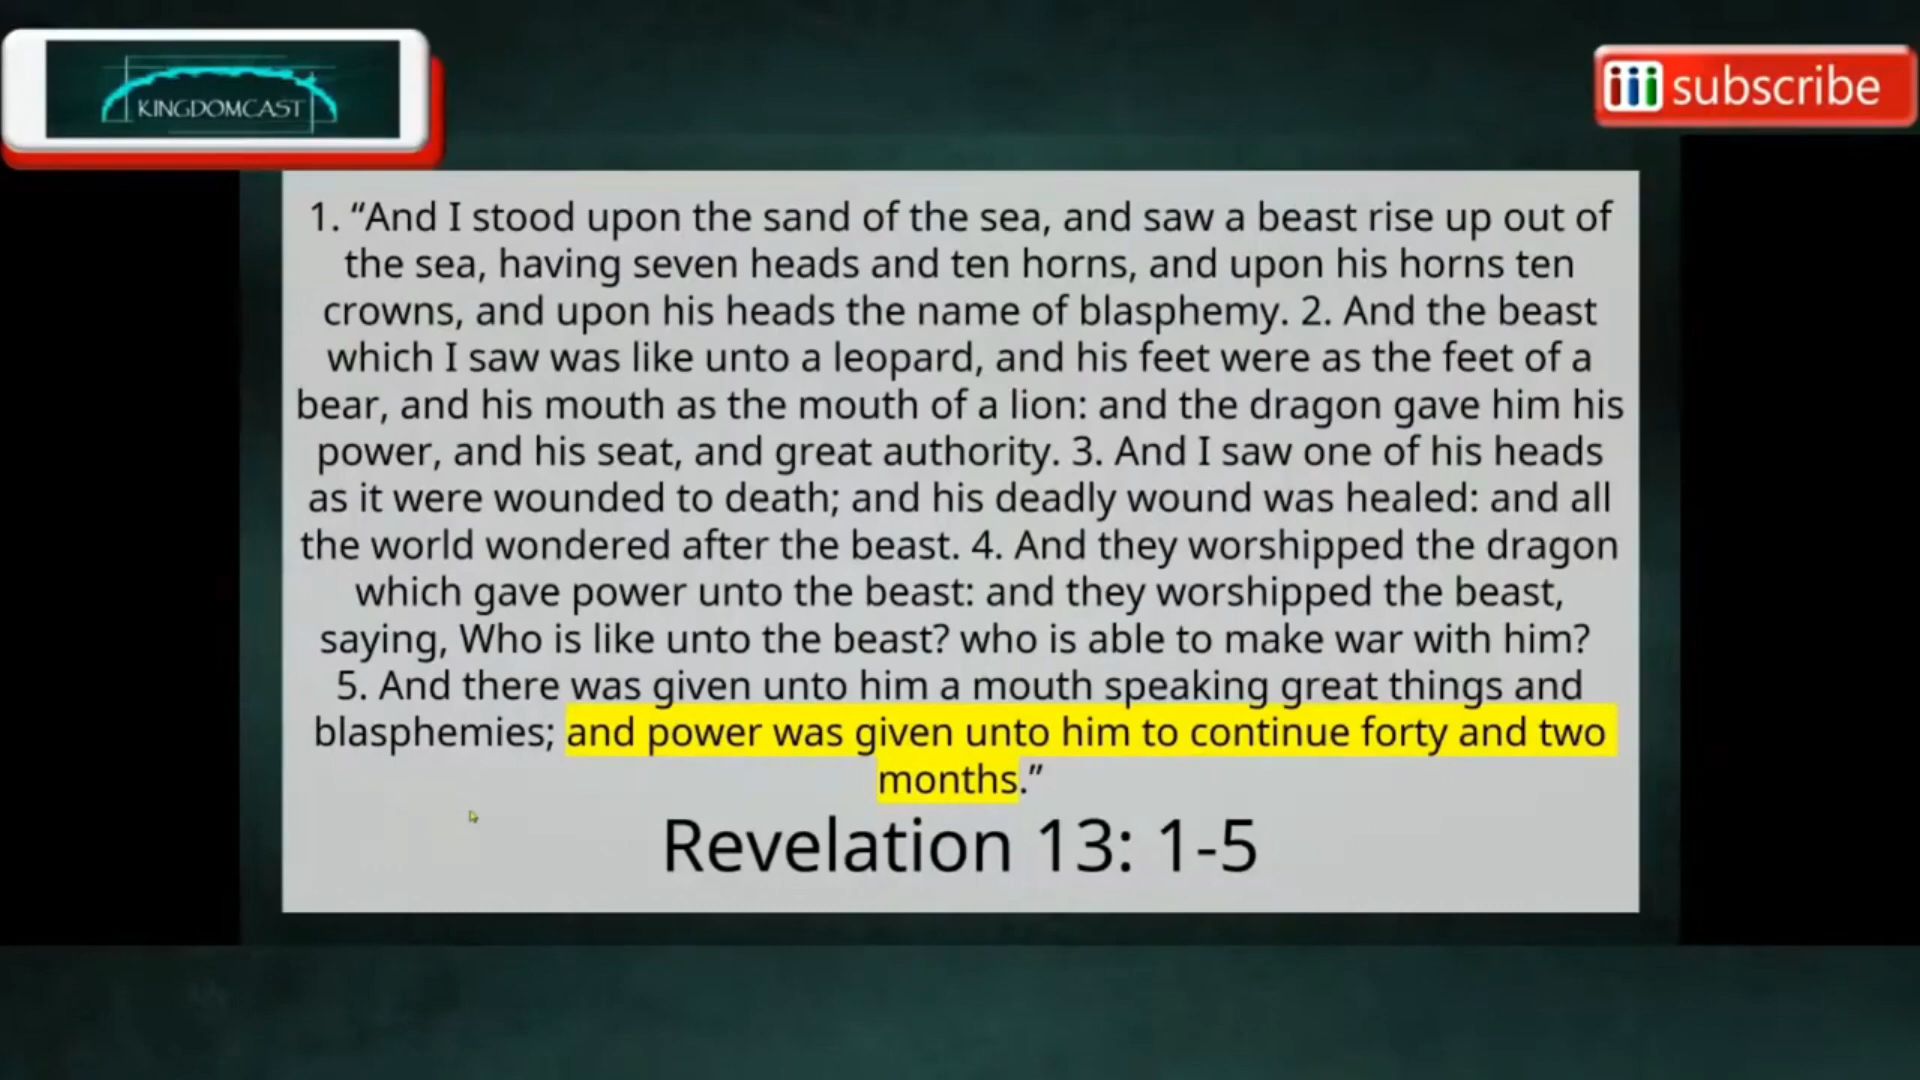 KINGDOMCAST
subscribe
1. “And I stood upon the sand of the sea, and saw a beast rise up out of
the sea, having seven heads and ten horns, and upon his horns ten
crowns, and upon his heads the name of blasphemy. 2. And the beast
which I saw was like unto a leopard, and his feet were as the feet of a
bear, and his mouth as the mouth of a lion: and the dragon gave him his
power, and his seat, and great authority. 3. And I saw one of his heads
as it were wounded to death; and his deadly wound was healed: and all
the world wondered after the beast. 4. And they worshipped the dragon
which gave power unto the beast: and they worshipped the beast,
saying, Who is like unto the beast? who is able to make war with him?
5. And there was given unto him a mouth speaking great things and
blasphemies; and power was given unto him to continue forty and two
months.”
Revelation 13: 1-5